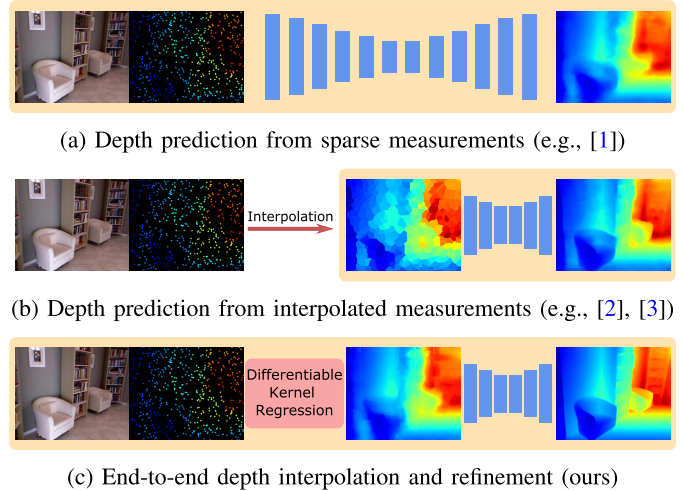 (a) Depth prediction from sparse measurements (e.g., [1])
Interpolation
(b) Depth prediction from interpolated measurements (e.g., [2], [3])
Differentiable
Kernel
Regression
(c) End-to-end depth interpolation and refinement (ours)